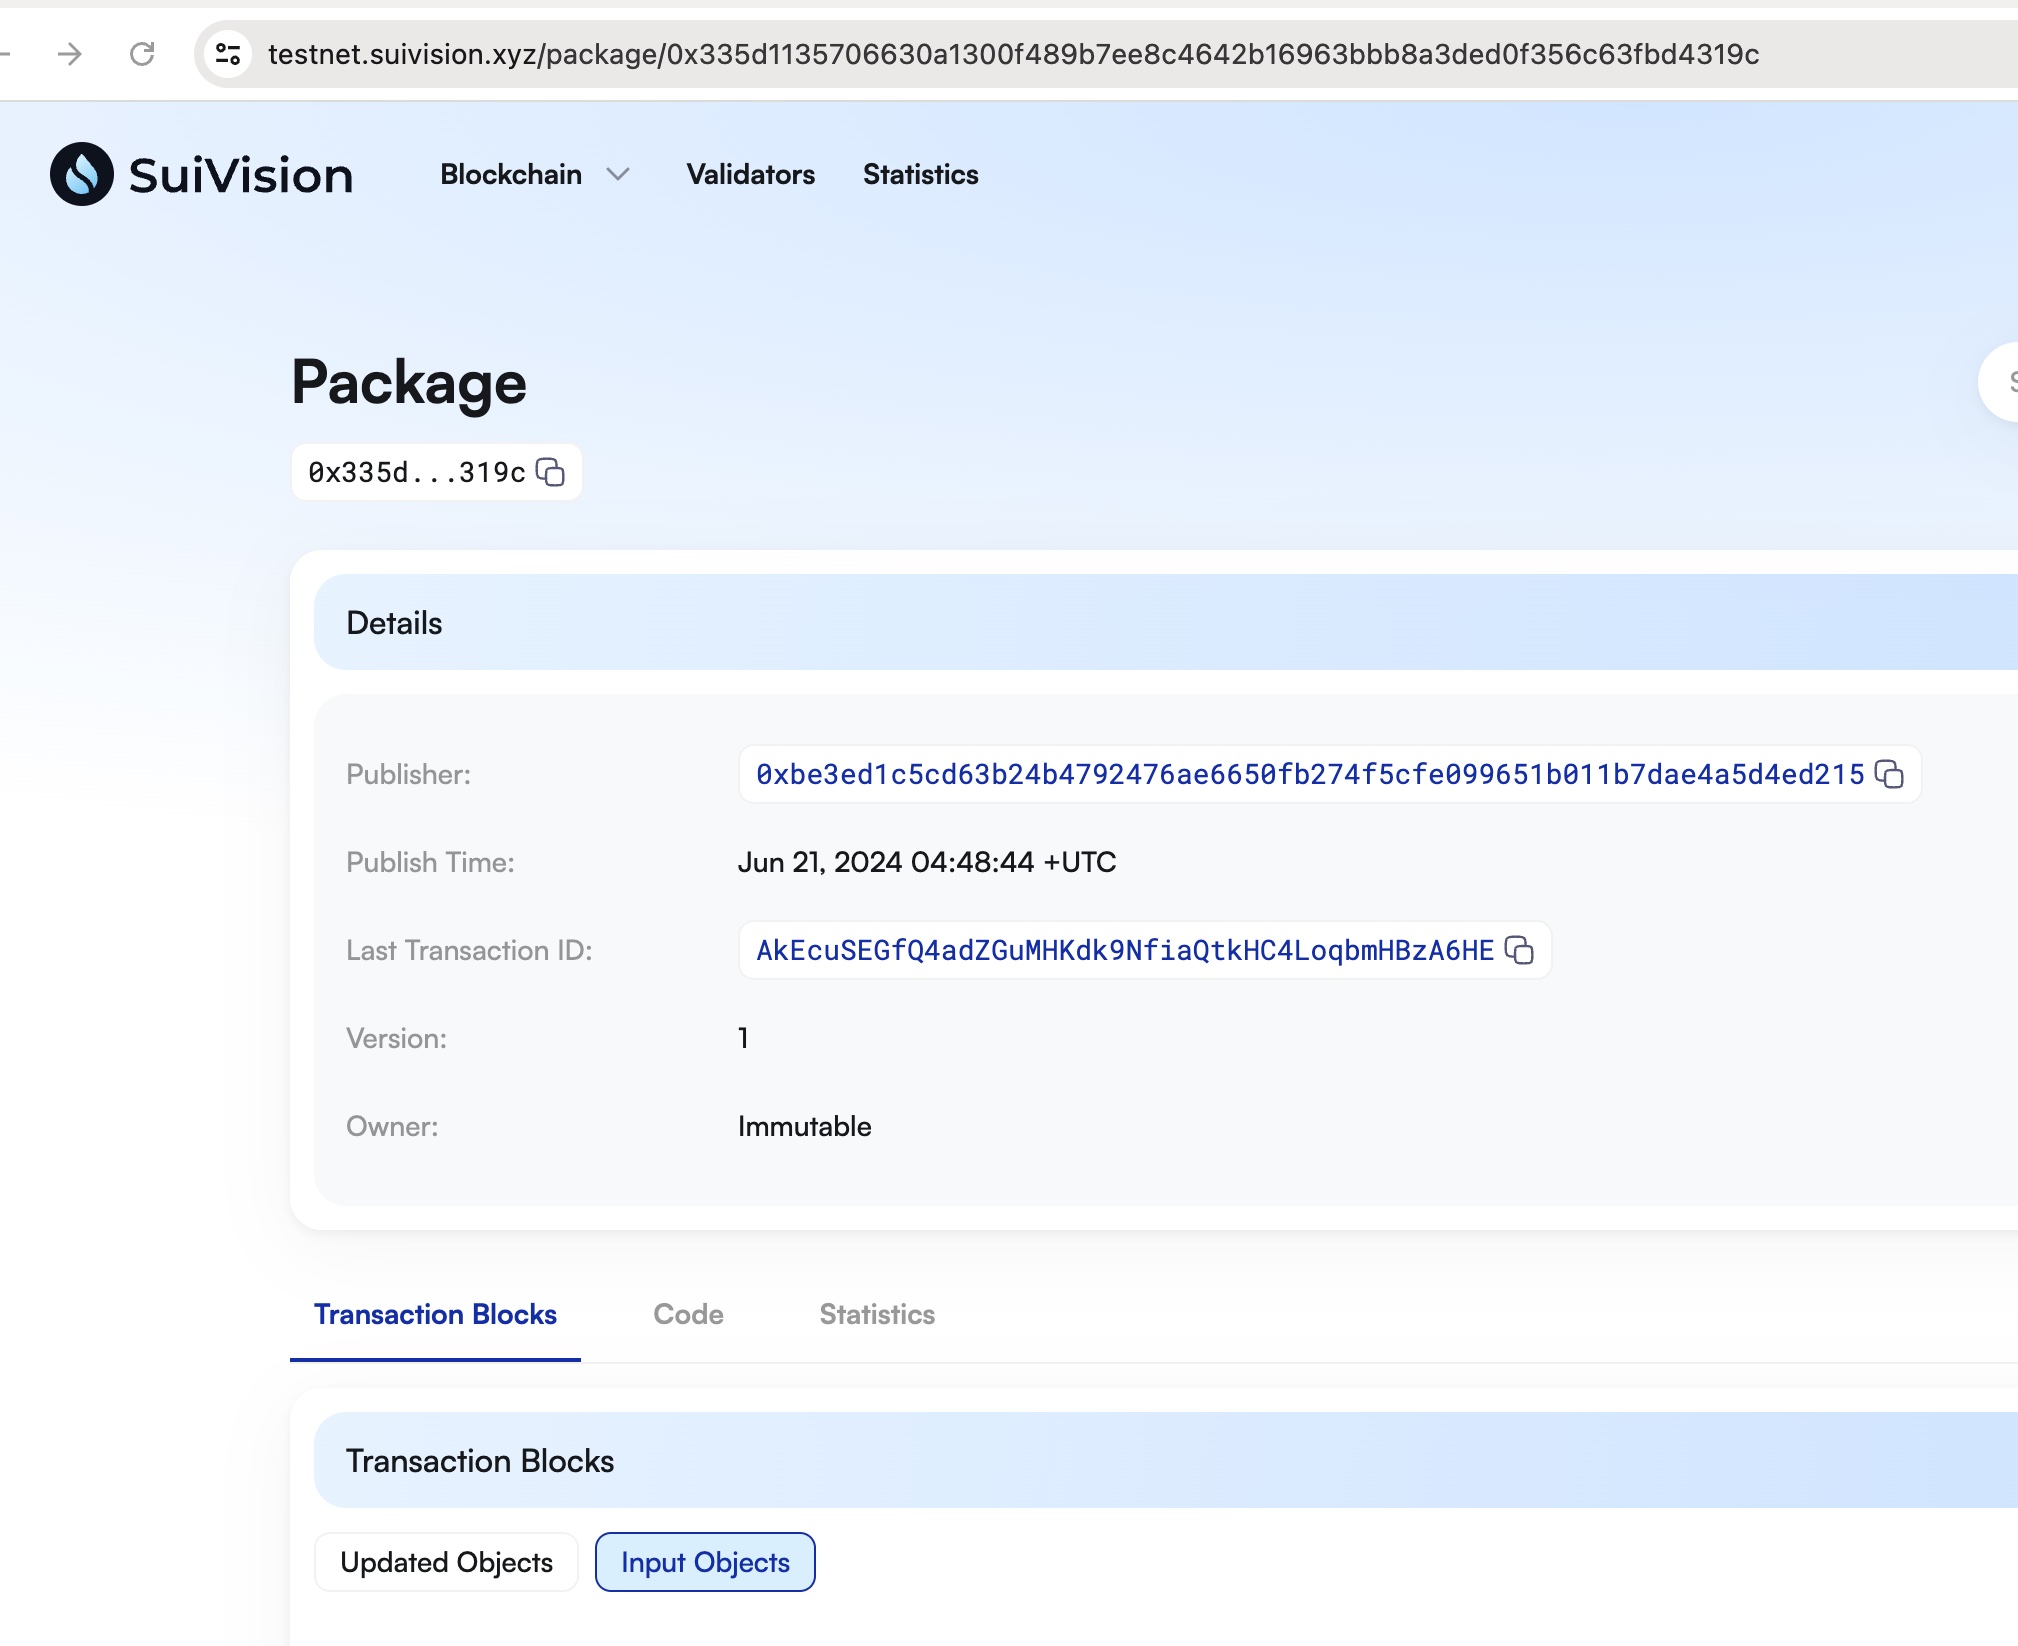 testnet.suivision.xyz/package/0x335d1135706630a1300f489b7ee8c4642b16963bbb8a3ded0f356c63fbd4319c
SuiVision Blockchain Validators Statistics
Package
0x335d...319c
Details
Publisher: 0xbe3ed1c5cd63b24b4792476ae6650fb274f5cfe099651b011b7dae4a5d4ed215
Publish Time: Jun 21, 2024 04:48:44 +UTC
Last Transaction ID: AkEcuSEGfQ4adZGuMHKdk9NfiaQtkHC4LoqbmHBzA6HE
Version: 1
Owner: Immutable
Transaction Blocks Code Statistics
Transaction Blocks
Updated Objects Input Objects